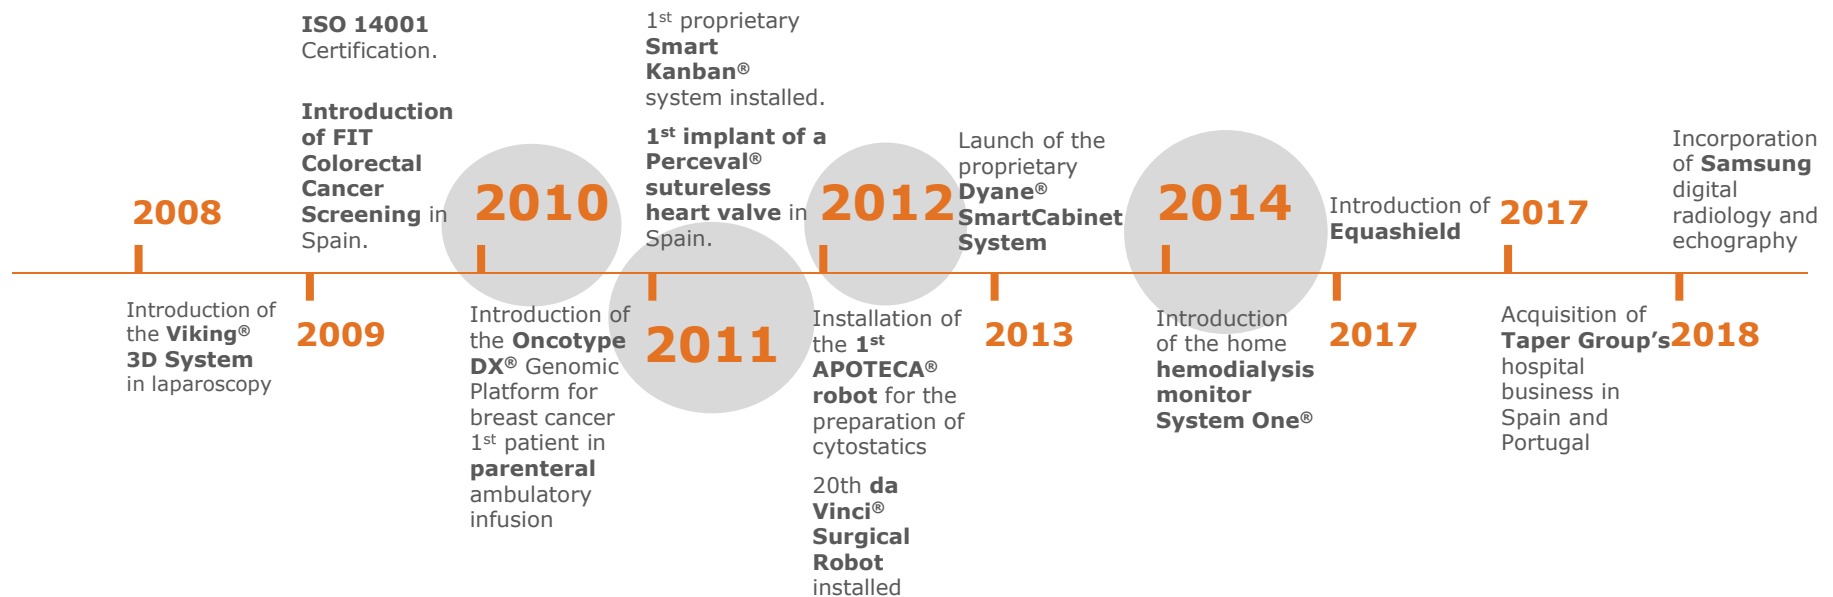 2008
Introduction of
the Viking®
3D System
in laparoscopy
ISO 14001
Certification.
Introduction
of FIT
Colorectal
Cancer
Screening in
Spain.
2009
2010
Introduction of
the Oncotype
DX® Genomic
Platform for
breast cancer
1st patient in
parenteral
ambulatory
infusion
1st proprietary
Smart
Kanban®
system installed.
1st implant of a
Perceval®
sutureless
heart valve in
Spain.
2011
2012
Installation of
the 1st
APOTECA®
robot for the
preparation of
cytostatics
20th da
Vinci®
Surgical
Robot
installed
Launch of the
proprietary
Dyane®
SmartCabinet
System
2013
2014
Introduction
of the home
hemodialysis
monitor
System One®
Introduction of
Equashield
2017
2017
Acquisition of
Taper Group’s
hospital
business in
Spain and
Portugal
Incorporation
of Samsung
digital
radiology and
echography
2018